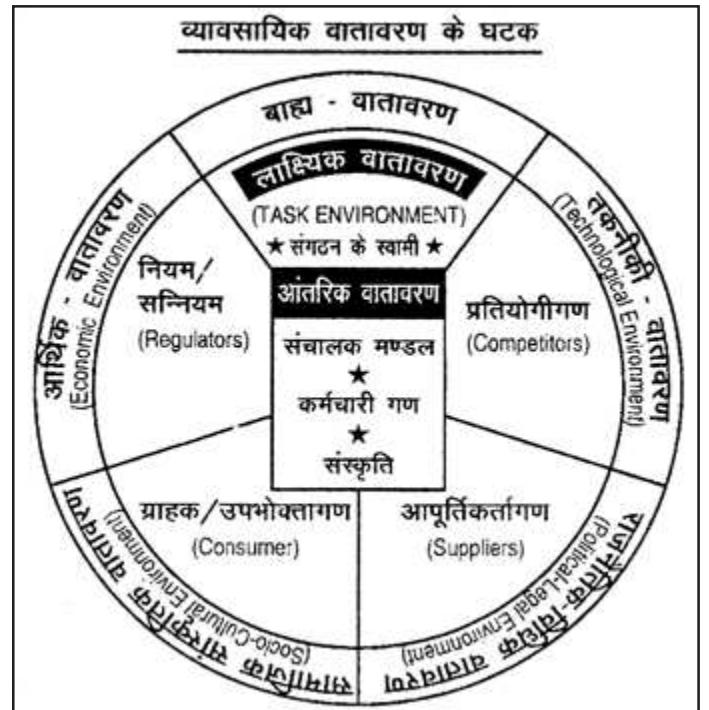 व्यावसायिक वातावरण के घटक
बाह्य - वातावरण
लाक्ष्यिक वातावरण
(TASK ENVIRONMENT)
★ संगठन के स्वामी ★
आर्थिक - वातावरण
(Economic Environment)
तकनीकी - वातावरण
(Technological Environment)
नियम/
सन्नियम
(Regulators)
आंतरिक वातावरण
संचालक मण्डल
★
कर्मचारी गण
★
संस्कृति
प्रतियोगीगण
(Competitors)
ग्राहक/उपभोक्तागण
(Consumer)
आपूर्तिकर्तागण
(Suppliers)
सामाजिक सांस्कृतिक वातावरण
(Socio-Cultural Environment)
राजनैतिक-विधिक वातावरण
(Political-Legal Environment)